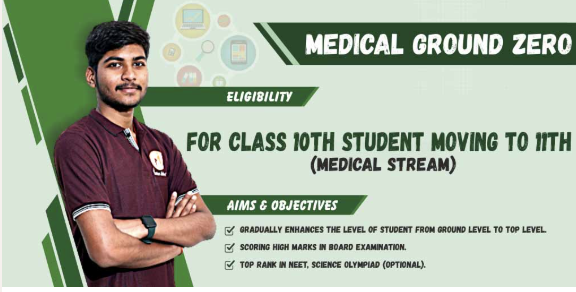 MEDICAL GROUND ZERO
ELIGIBILITY
FOR CLASS 10TH STUDENT MOVING TO 11TH
(MEDICAL STREAM)
AIMS & OBJECTIVES
GRADUALLY ENHANCES THE LEVEL OF STUDENT FROM GROUND LEVEL TO TOP LEVEL.
SCORING HIGH MARKS IN BOARD EXAMINATION.
TOP RANK IN NEET, SCIENCE OLYMPIAD (OPTIONAL).